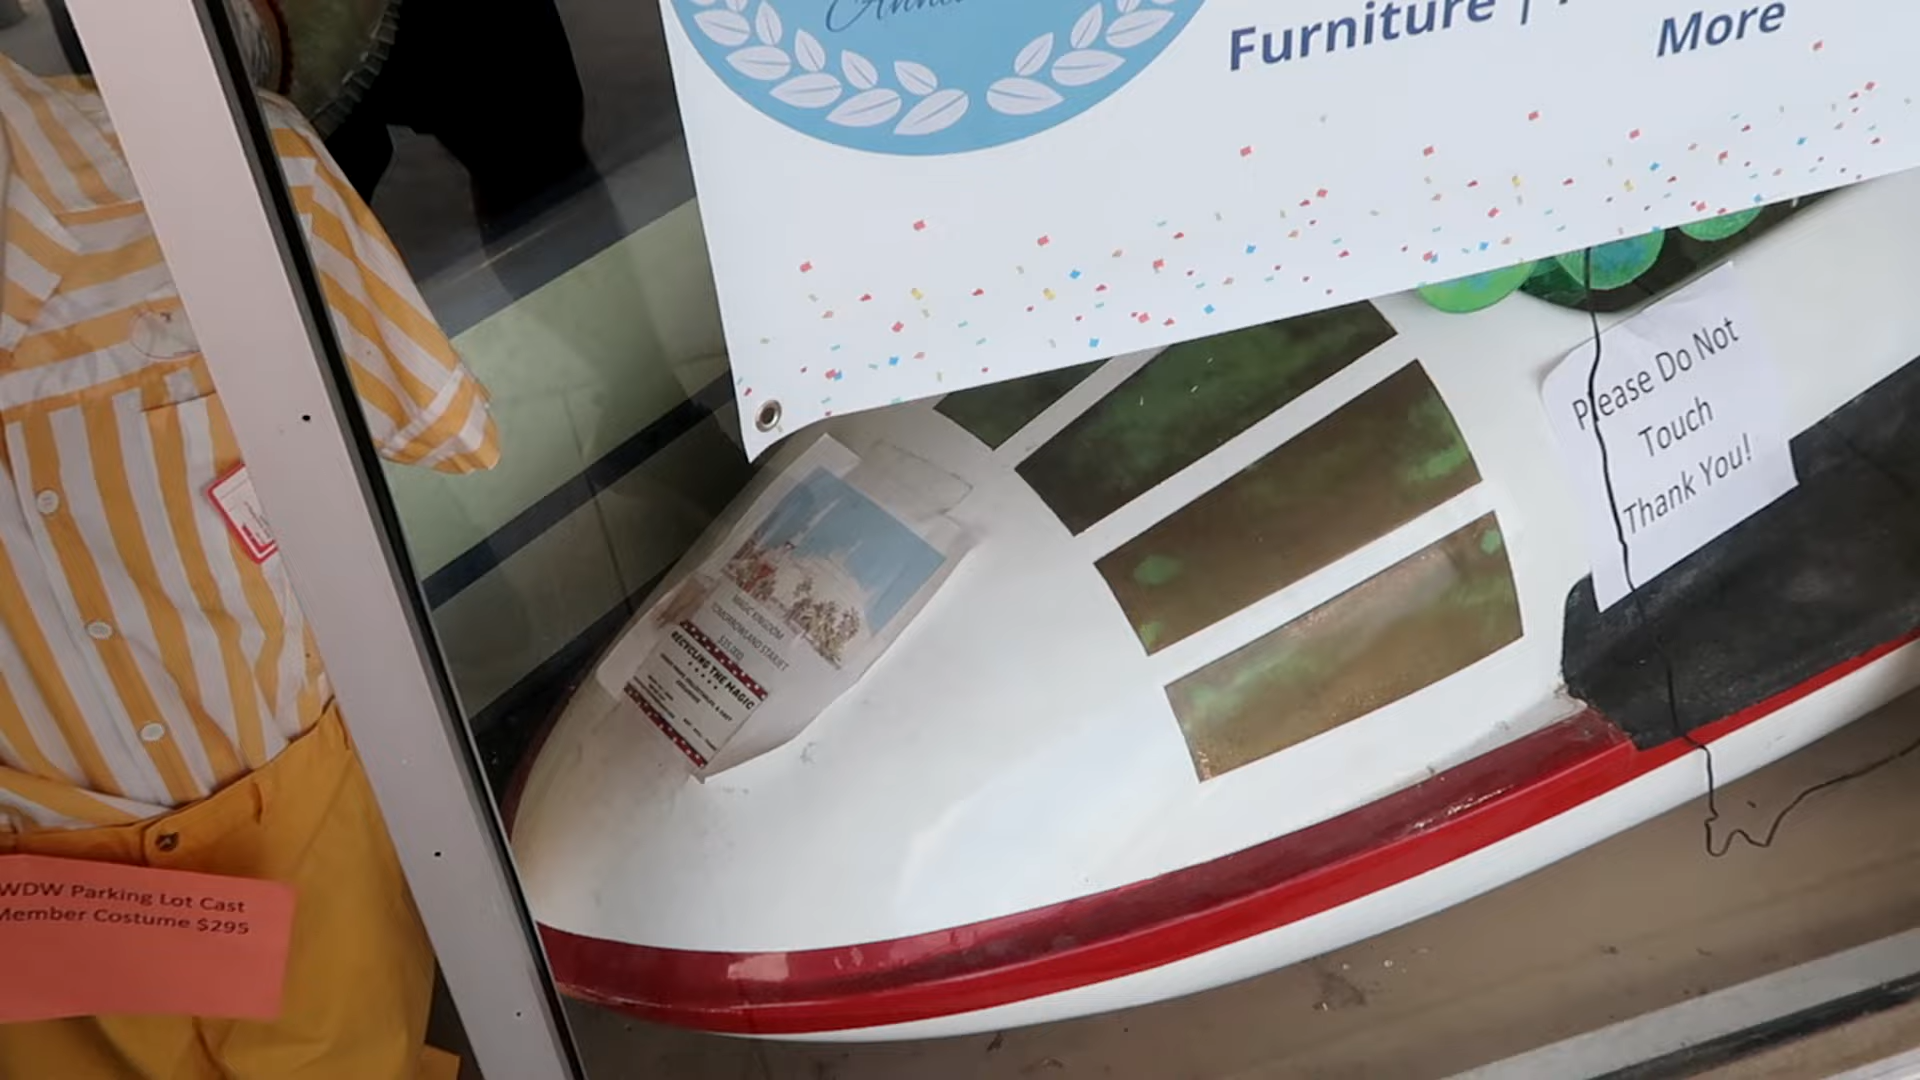 Furniture |
More
Please Do Not
Touch
Thank You!
MAGIC KINGDOM
TOMORROWLAND STARJET
RECYCLING THE MAGIC
WDW Parking Lot Cast
Member Costume $295